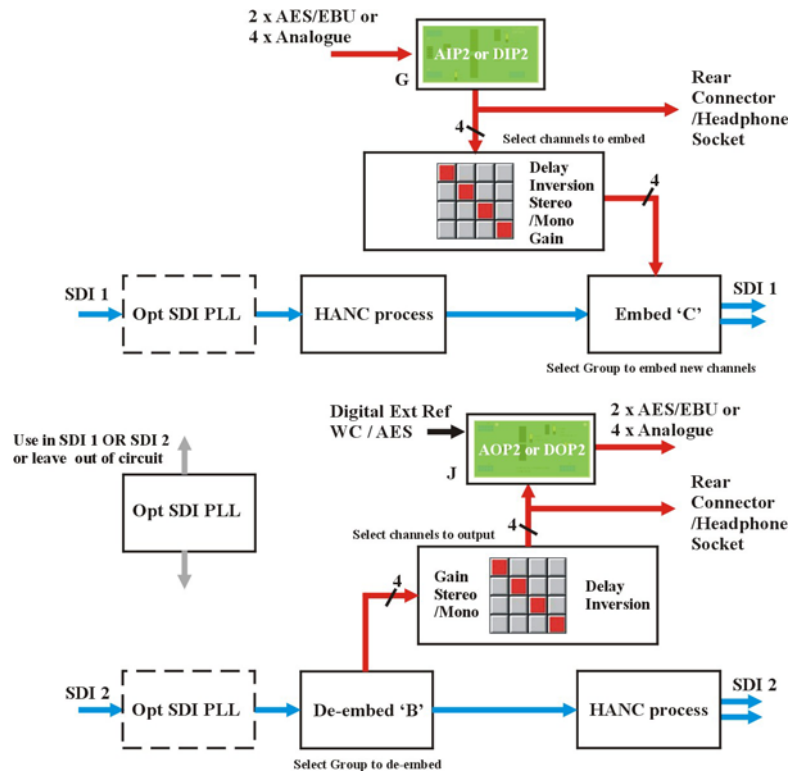 2 x AES/EBU or
4 x Analogue
AIP2 or DIP2
G
Rear
Connector
/Headphone
Socket
4
Select channels to embed
Delay
Inversion
Stereo
/Mono
Gain
4
SDI 1
Opt SDI PLL
HANC process
Embed ‘C’
SDI 1
Select Group to embed new channels
Digital Ext Ref
WC / AES
AOP2 or DOP2
J
2 x AES/EBU or
4 x Analogue
Use in SDI 1 OR SDI 2
or leave out of circuit
Opt SDI PLL
Rear
Connector
/Headphone
Socket
4
Select channels to output
4
Gain
Stereo
/Mono
Delay
Inversion
SDI 2
Opt SDI PLL
De-embed ‘B’
HANC process
SDI 2
Select Group to de-embed